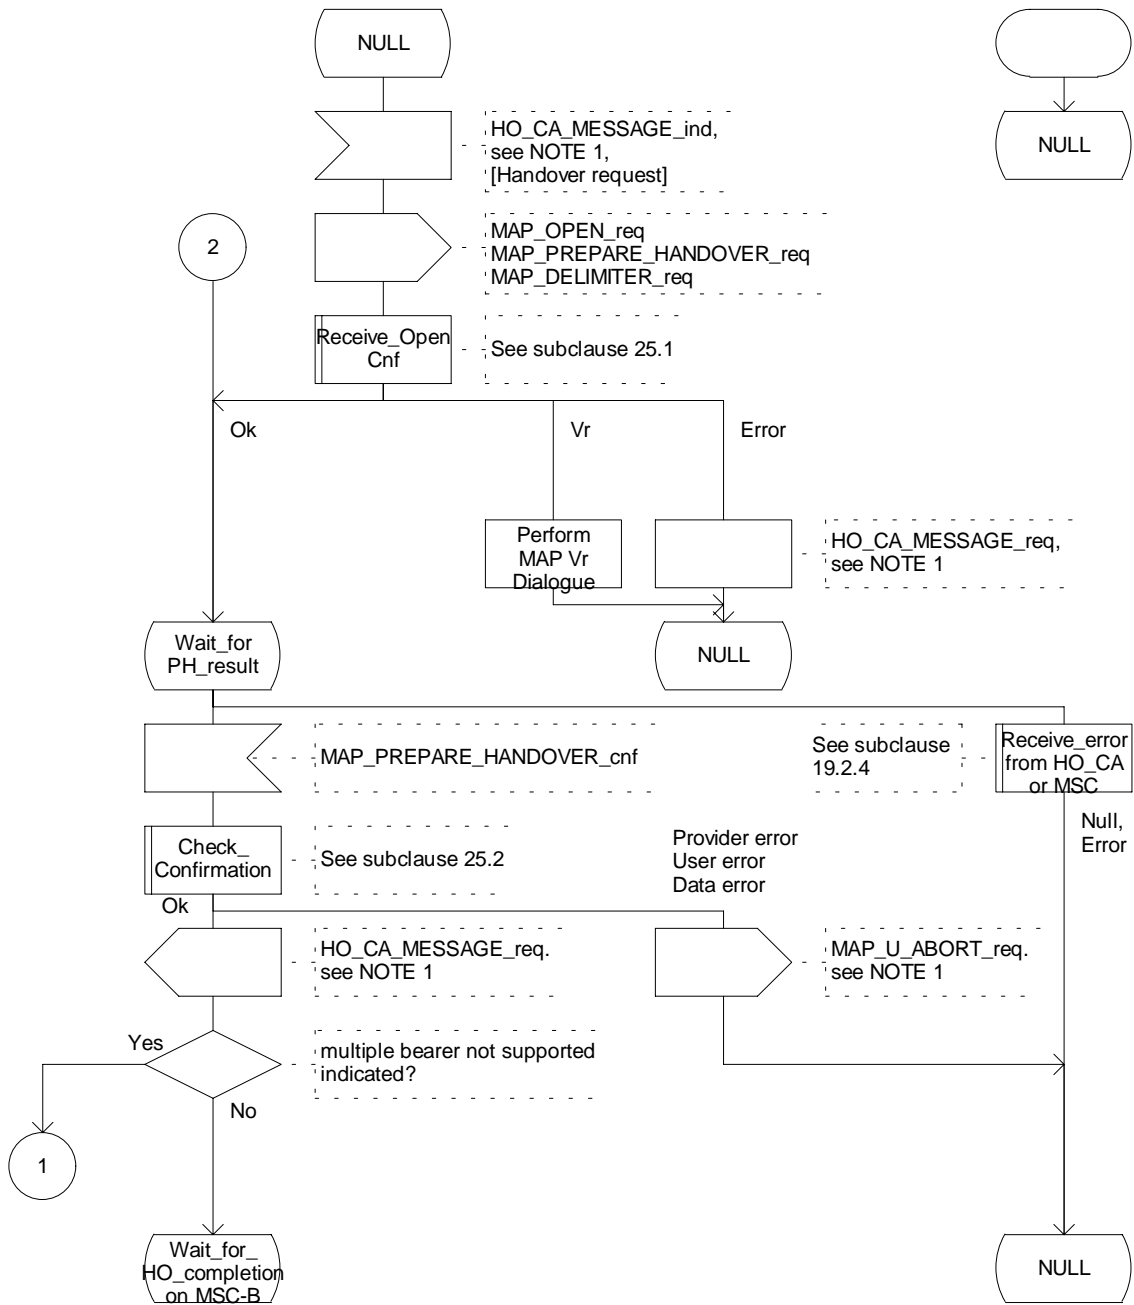 NULL
HO_CA_MESSAGE_ind,
see NOTE 1,
[Handover request]
NULL
2
MAP_OPEN_req
MAP_PREPARE_HANDOVER_req
MAP_DELIMITER_req
Receive_Open
Cnf
See subclause 25.1
Ok
Vr
Error
Perform
MAP Vr
Dialogue
HO_CA_MESSAGE_req,
see NOTE 1
Wait_for
PH_result
NULL
MAP_PREPARE_HANDOVER_cnf
See subclause
19.2.4
Receive_error
from HO_CA
or MSC
Null,
Error
Check_
Confirmation
See subclause 25.2
Provider error
User error
Data error
Ok
HO_CA_MESSAGE_req.
see NOTE 1
MAP_U_ABORT_req.
see NOTE 1
Yes
multiple bearer not supported
indicated?
No
1
Wait_for_
HO_completion
on MSC-B
NULL